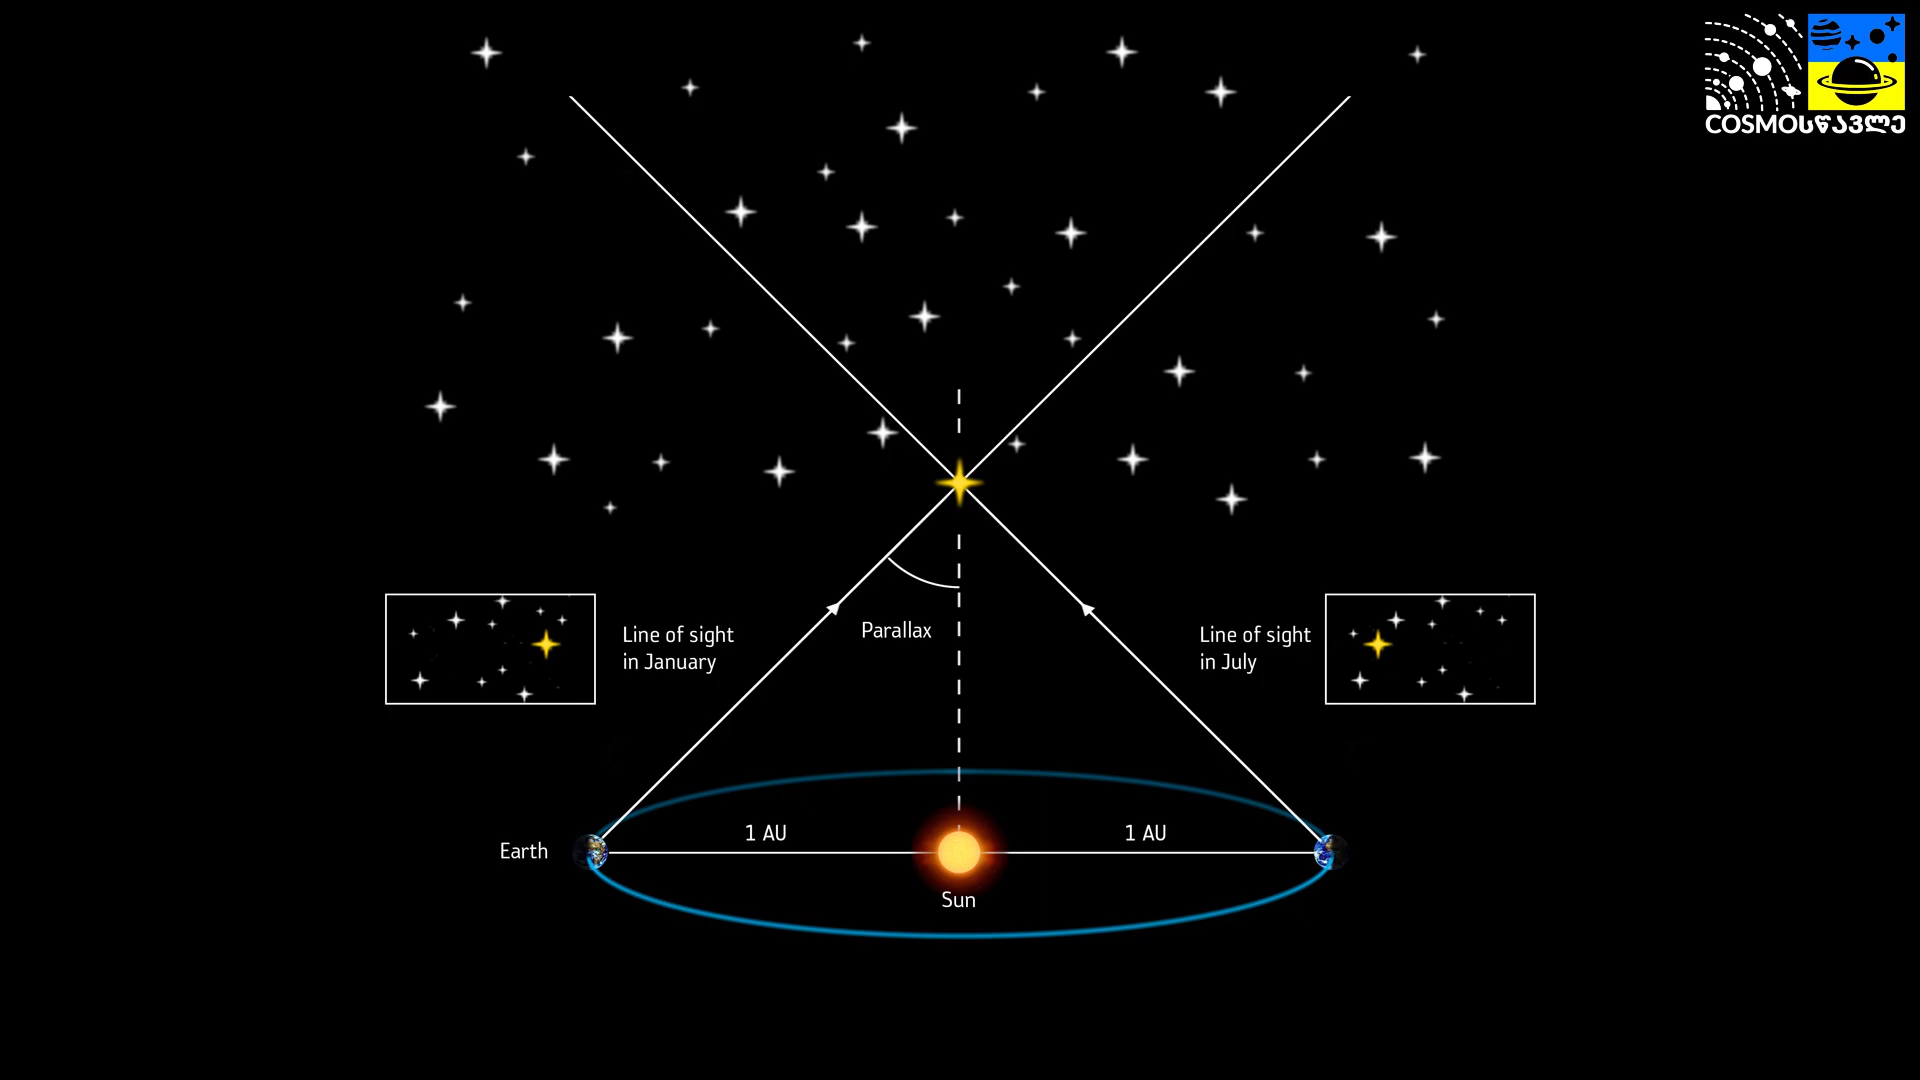 COSMOსწავლე
Line of sight
in January
Parallax
Line of sight
in July
1 AU
1 AU
Earth
Sun